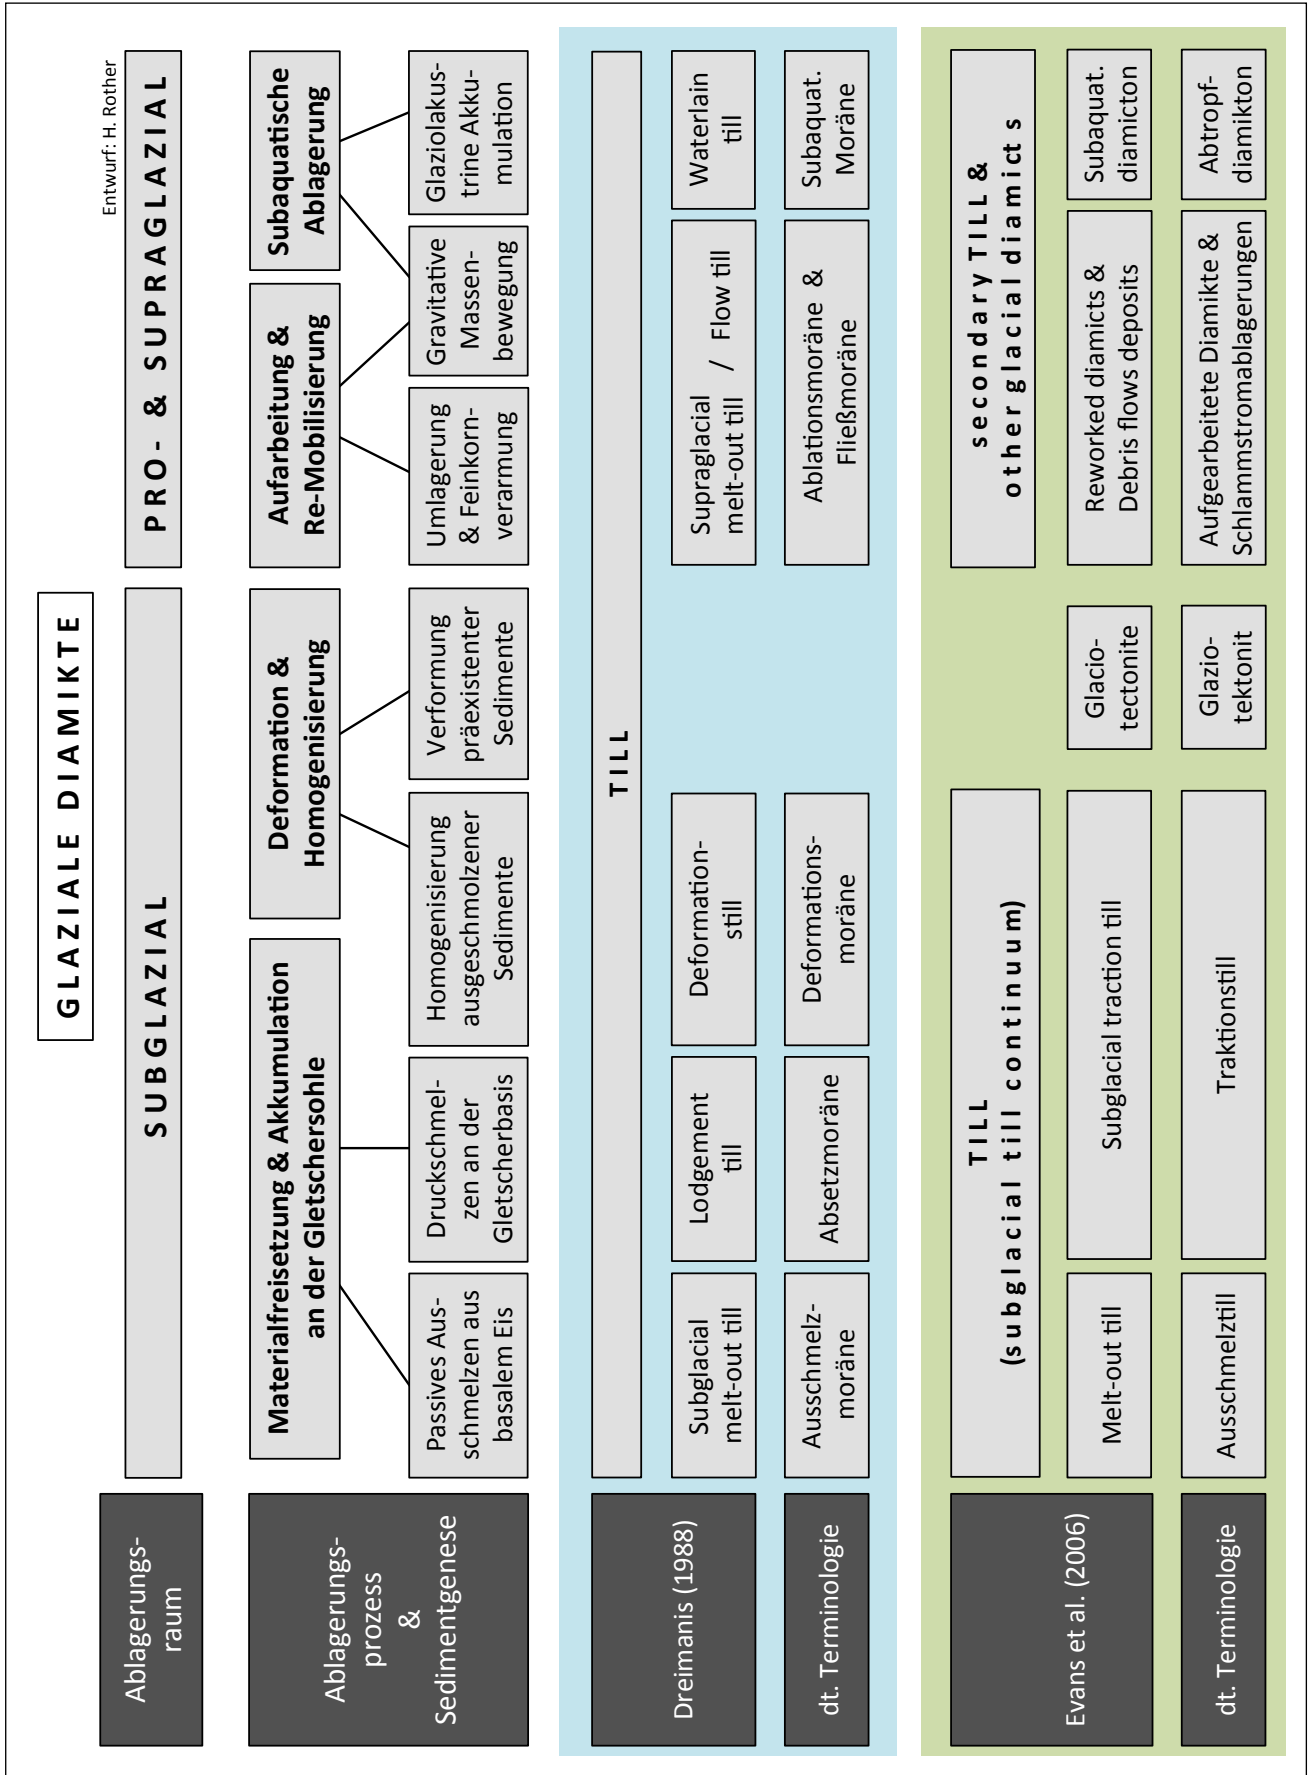 GLAZIALE DIAMIKTE
Entwurf: H. Rother
Ablagerungs-
raum
SUBGLAZIAL
PRO- & SUPRAGLAZIAL
Ablagerungs-
prozess
&
Sedimentgenese
Materialfreisetzung & Akkumulation
an der Gletschersohle
Deformation &
Homogenisierung
Aufarbeitung &
Re-Mobilisierung
Subaquatische
Ablagerung
Passives Aus-
schmelzen aus
basalem Eis
Druckschmel-
zen an der
Gletscherbasis
Homogenisierung
ausgeschmolzener
Sedimente
Verformung
präexistenter
Sedimente
Umlagerung
& Feinkorn-
verarmung
Gravitative
Massen-
bewegung
Glaziolakus-
trine Akku-
mulation
Dreimanis (1988)
TILL
Subglacial
melt-out till
Lodgement
till
Deformation-
still
Supraglacial
melt-out till
/ Flow till
Waterlain
till
dt. Terminologie
Ausschmelz-
moräne
Absetzmoräne
Deformations-
moräne
Ablationsmoräne &
Fließmoräne
Subaquat.
Moräne
Evans et al. (2006)
TILL
(subglacial till continuum)
secondary TILL &
other glacial diamicts
Melt-out till
Subglacial traction till
Glacio-
tectonite
Reworked diamicts &
Debris flows deposits
Subaquat.
diamicton
dt. Terminologie
Ausschmelztill
Traktionstill
Glazio-
tektonit
Aufgearbeitete Diamikte &
Schlammstromablagerungen
Abtropf-
diamikton